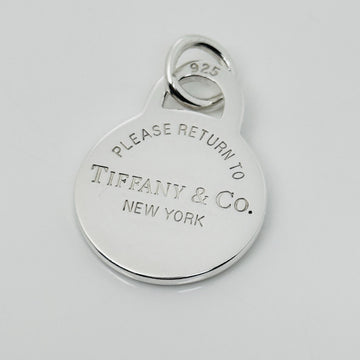 925
PLEASE RETURN TO
TIFFANY & CO.
NEW YORK